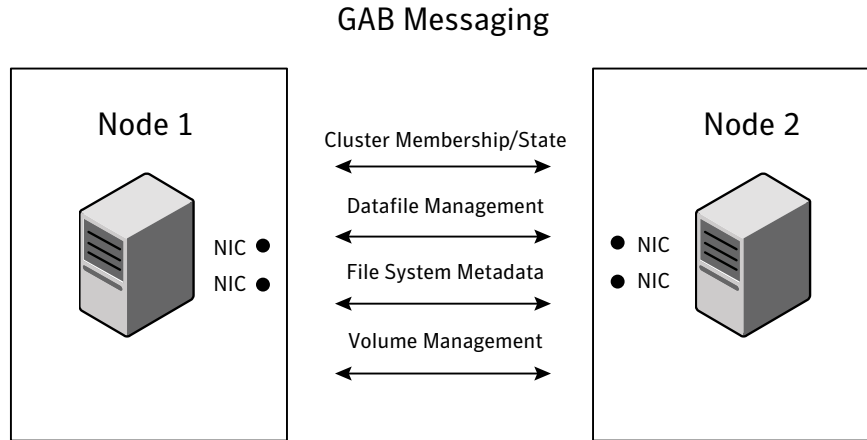 GAB Messaging
Node 1
Node 2
Cluster Membership/State
Datafile Management
NIC
NIC
File System Metadata
NIC
NIC
Volume Management